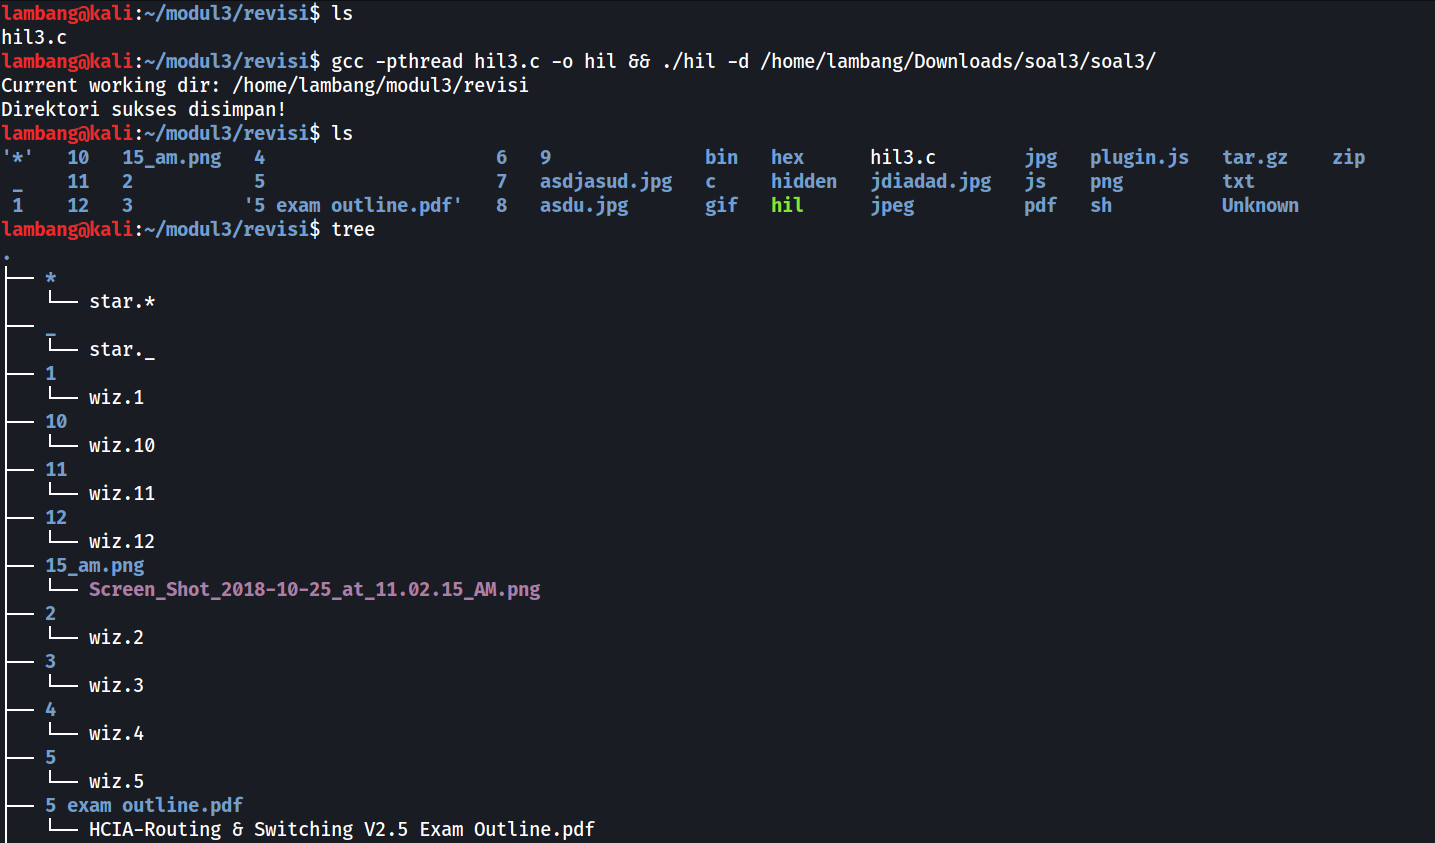 lambang@kali:~/modul3/revisi$ ls
hil3.c
lambang@kali:~/modul3/revisi$ gcc -pthread hil3.c -o hil && ./hil -d /home/lambang/Downloads/soal3/soal3/
Current working dir: /home/lambang/modul3/revisi
Direktori sukses disimpan!
lambang@kali:~/modul3/revisi$ ls
'*'   10   15_am.png   4                      6   9              bin   hex      hil3.c        jpg   plugin.js   tar.gz    zip
 _    11   2           5                      7   asdjasud.jpg   c     hidden   jdiadad.jpg   js    png         txt
 1    12   3          '5 exam outline.pdf'   8   asdu.jpg       gif   hil      jpeg          pdf   sh          Unknown
lambang@kali:~/modul3/revisi$ tree
.
├── *
│   └── star.*
├── _
│   └── star._
├── 1
│   └── wiz.1
├── 10
│   └── wiz.10
├── 11
│   └── wiz.11
├── 12
│   └── wiz.12
├── 15_am.png
│   └── Screen_Shot_2018-10-25_at_11.02.15_AM.png
├── 2
│   └── wiz.2
├── 3
│   └── wiz.3
├── 4
│   └── wiz.4
├── 5
│   └── wiz.5
├── 5 exam outline.pdf
│   └── HCIA-Routing & Switching V2.5 Exam Outline.pdf